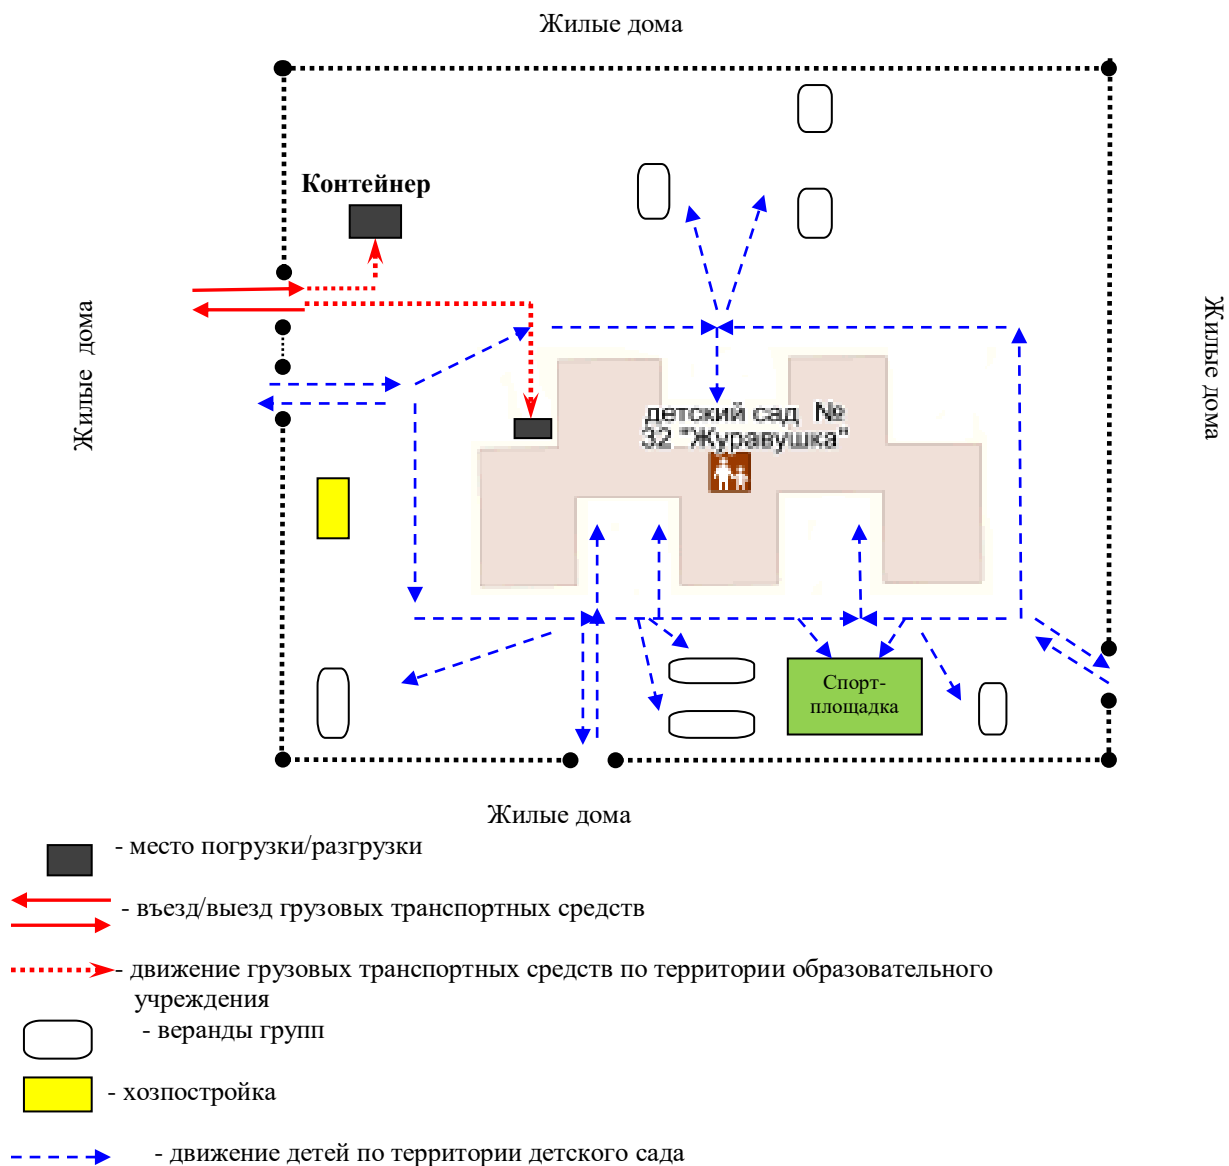 Жилые дома
Контейнер
Жилые дома
Жилые дома
детский сад №
32 "Журавушка"
Спорт-
площадка
Жилые дома
- место погрузки/разгрузки
- въезд/выезд грузовых транспортных средств
- движение грузовых транспортных средств по территории образовательного
учреждения
- веранды групп
- хозпостройка
- движение детей по территории детского сада